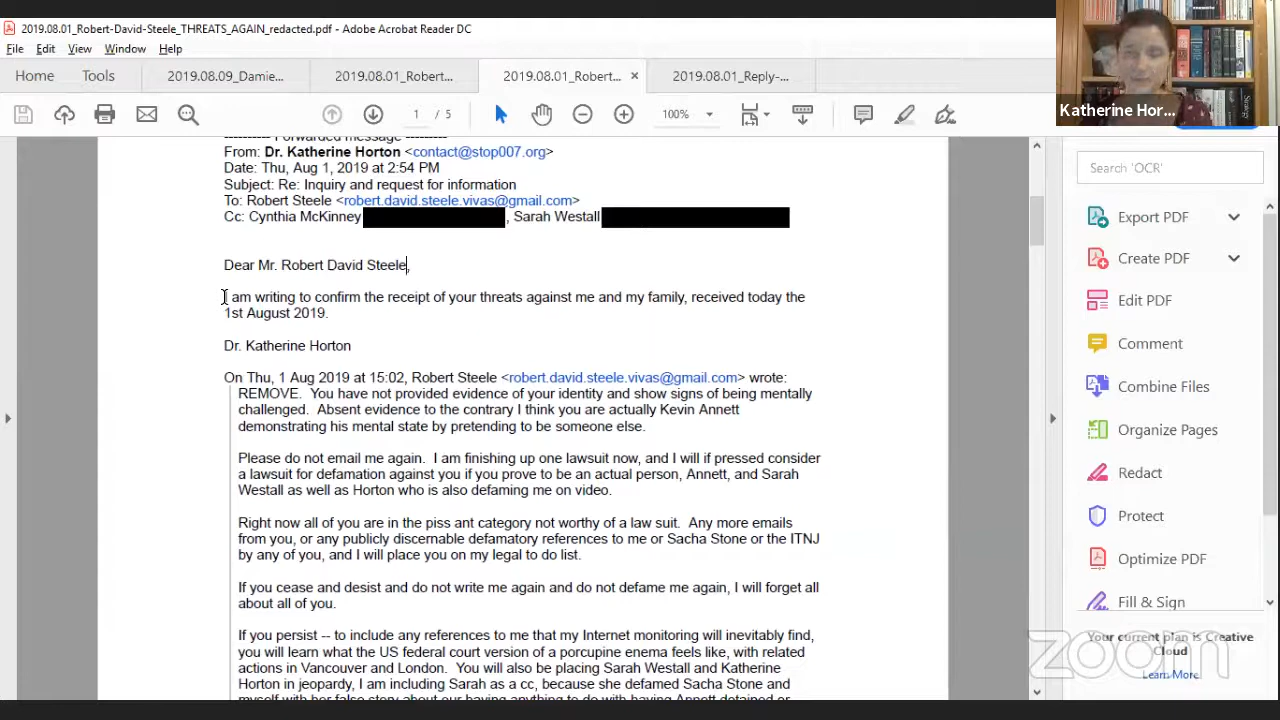 2019.08.01_Robert-David-Steele_THREATS_AGAIN_redacted.pdf - Adobe Acrobat Reader DC
File Edit View Window Help
Home Tools 2019.08.09_Damie... 2019.08.01_Robert... 2019.08.01_Robert... × 2019.08.01_Reply-...
1 / 5 100%
Katherine Hor...
---------- Forwarded message ----------
From: Dr. Katherine Horton <contact@stop007.org>
Date: Thu, Aug 1, 2019 at 2:54 PM
Subject: Re: Inquiry and request for information
To: Robert Steele <robert.david.steele.vivas@gmail.com>
Cc: Cynthia McKinney , Sarah Westall
Dear Mr. Robert David Steele,
I am writing to confirm the receipt of your threats against me and my family, received today the
1st August 2019.
Dr. Katherine Horton
On Thu, 1 Aug 2019 at 15:02, Robert Steele <robert.david.steele.vivas@gmail.com> wrote:
REMOVE. You have not provided evidence of your identity and show signs of being mentally
challenged. Absent evidence to the contrary I think you are actually Kevin Annett
demonstrating his mental state by pretending to be someone else.
Please do not email me again. I am finishing up one lawsuit now, and I will if pressed consider
a lawsuit for defamation against you if you prove to be an actual person, Annett, and Sarah
Westall as well as Horton who is also defaming me on video.
Right now all of you are in the piss ant category not worthy of a law suit. Any more emails
from you, or any publicly discernable defamatory references to me or Sacha Stone or the ITNJ
by any of you, and I will place you on my legal to do list.
If you cease and desist and do not write me again and do not defame me again, I will forget all
about all of you.
If you persist -- to include any references to me that my Internet monitoring will inevitably find,
you will learn what the US federal court version of a porcupine enema feels like, with related
actions in Vancouver and London. You will also be placing Sarah Westall and Katherine
Horton in jeopardy, I am including Sarah as a cc, because she defamed Sacha Stone and
myself with her false story about our having anything to do with having Annett detained or
Search 'OCR'
Export PDF
Create PDF
Edit PDF
Comment
Combine Files
Organize Pages
Redact
Protect
Optimize PDF
Fill & Sign
Your current plan is Creative
Cloud
Learn More
zoom